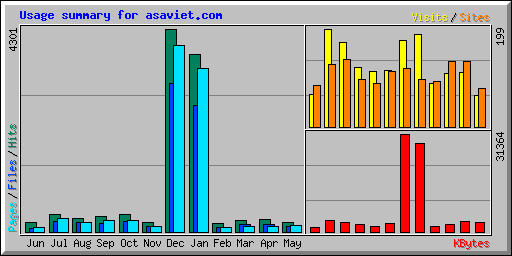 Usage summary for asaviet.com
Visits/Sites
4301
199
Pages/Files/Hits
31364
Jun Jul Aug Sep Oct Nov Dec Jan Feb Mar Apr May
KBytes